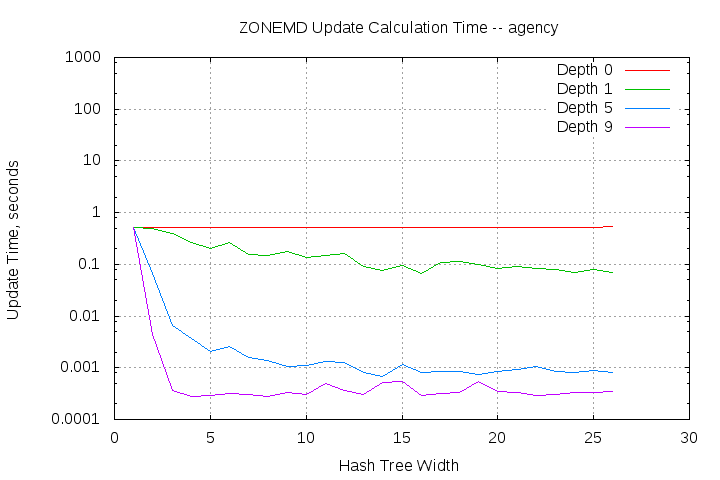 ZONEMD Update Calculation Time -- agency
1000
100
10
1
0.1
0.01
0.001
0.0001
Update Time, seconds
Depth 0
Depth 1
Depth 5
Depth 9
0 5 10 15 20 25 30
Hash Tree Width